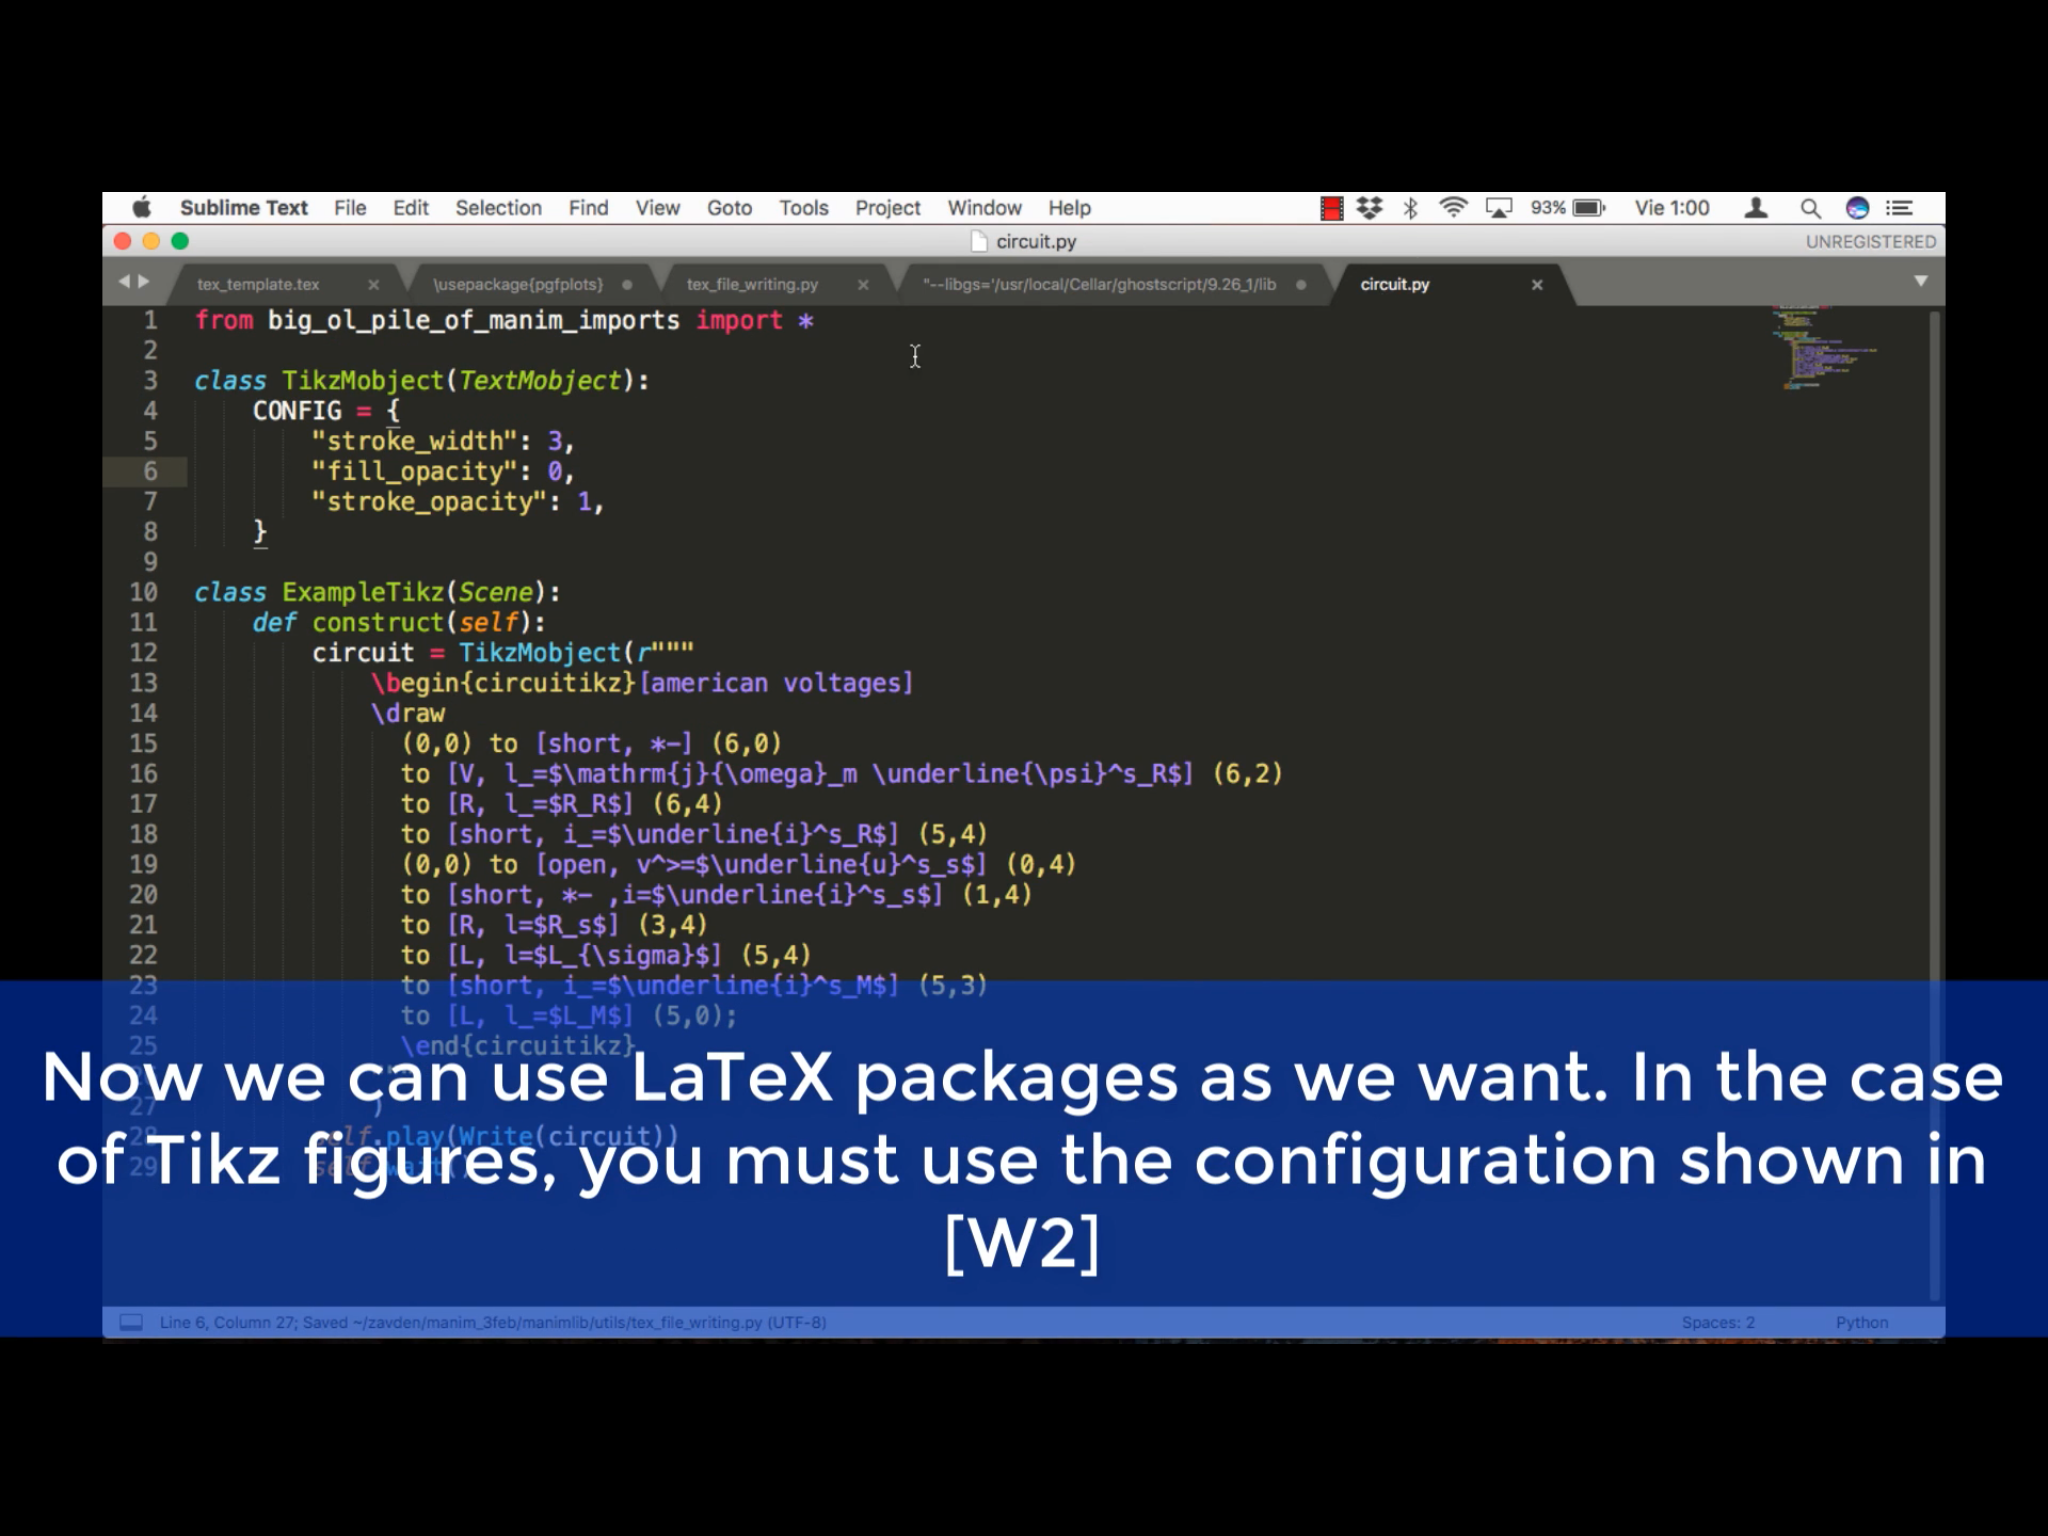 Sublime Text File Edit Selection Find View Goto Tools Project Window Help 93% Vie 1:00
circuit.py UNREGISTERED
tex_template.tex \usepackage{pgfplots} tex_file_writing.py "--libgs='/usr/local/Cellar/ghostscript/9.26_1/lib circuit.py
1 from big_ol_pile_of_manim_imports import *
2
3 class TikzMobject(TextMobject):
4 CONFIG = {
5 "stroke_width": 3,
6 "fill_opacity": 0,
7 "stroke_opacity": 1,
8 }
9
10 class ExampleTikz(Scene):
11 def construct(self):
12 circuit = TikzMobject(r"""
13 \begin{circuitikz}[american voltages]
14 \draw
15 (0,0) to [short, *-] (6,0)
16 to [V, l_=$\mathrm{j}{\omega}_m \underline{\psi}^s_R$] (6,2)
17 to [R, l_=$R_R$] (6,4)
18 to [short, i_=$\underline{i}^s_R$] (5,4)
19 (0,0) to [open, v^>=$\underline{u}^s_s$] (0,4)
20 to [short, *- ,i=$\underline{i}^s_s$] (1,4)
21 to [R, l=$R_s$] (3,4)
22 to [L, l=$L_{\sigma}$] (5,4)
23 to [short, i_=$\underline{i}^s_M$] (5,3)
24 to [L, l_=$L_M$] (5,0);
25 \end{circuitikz}
27 )
28 self.play(Write(circuit))
29
Now we can use LaTeX packages as we want. In the case
of Tikz figures, you must use the configuration shown in
[W2]
Line 6, Column 27; Saved ~/zavden/manim_3feb/manimlib/utils/tex_file_writing.py (UTF-8) Spaces: 2 Python